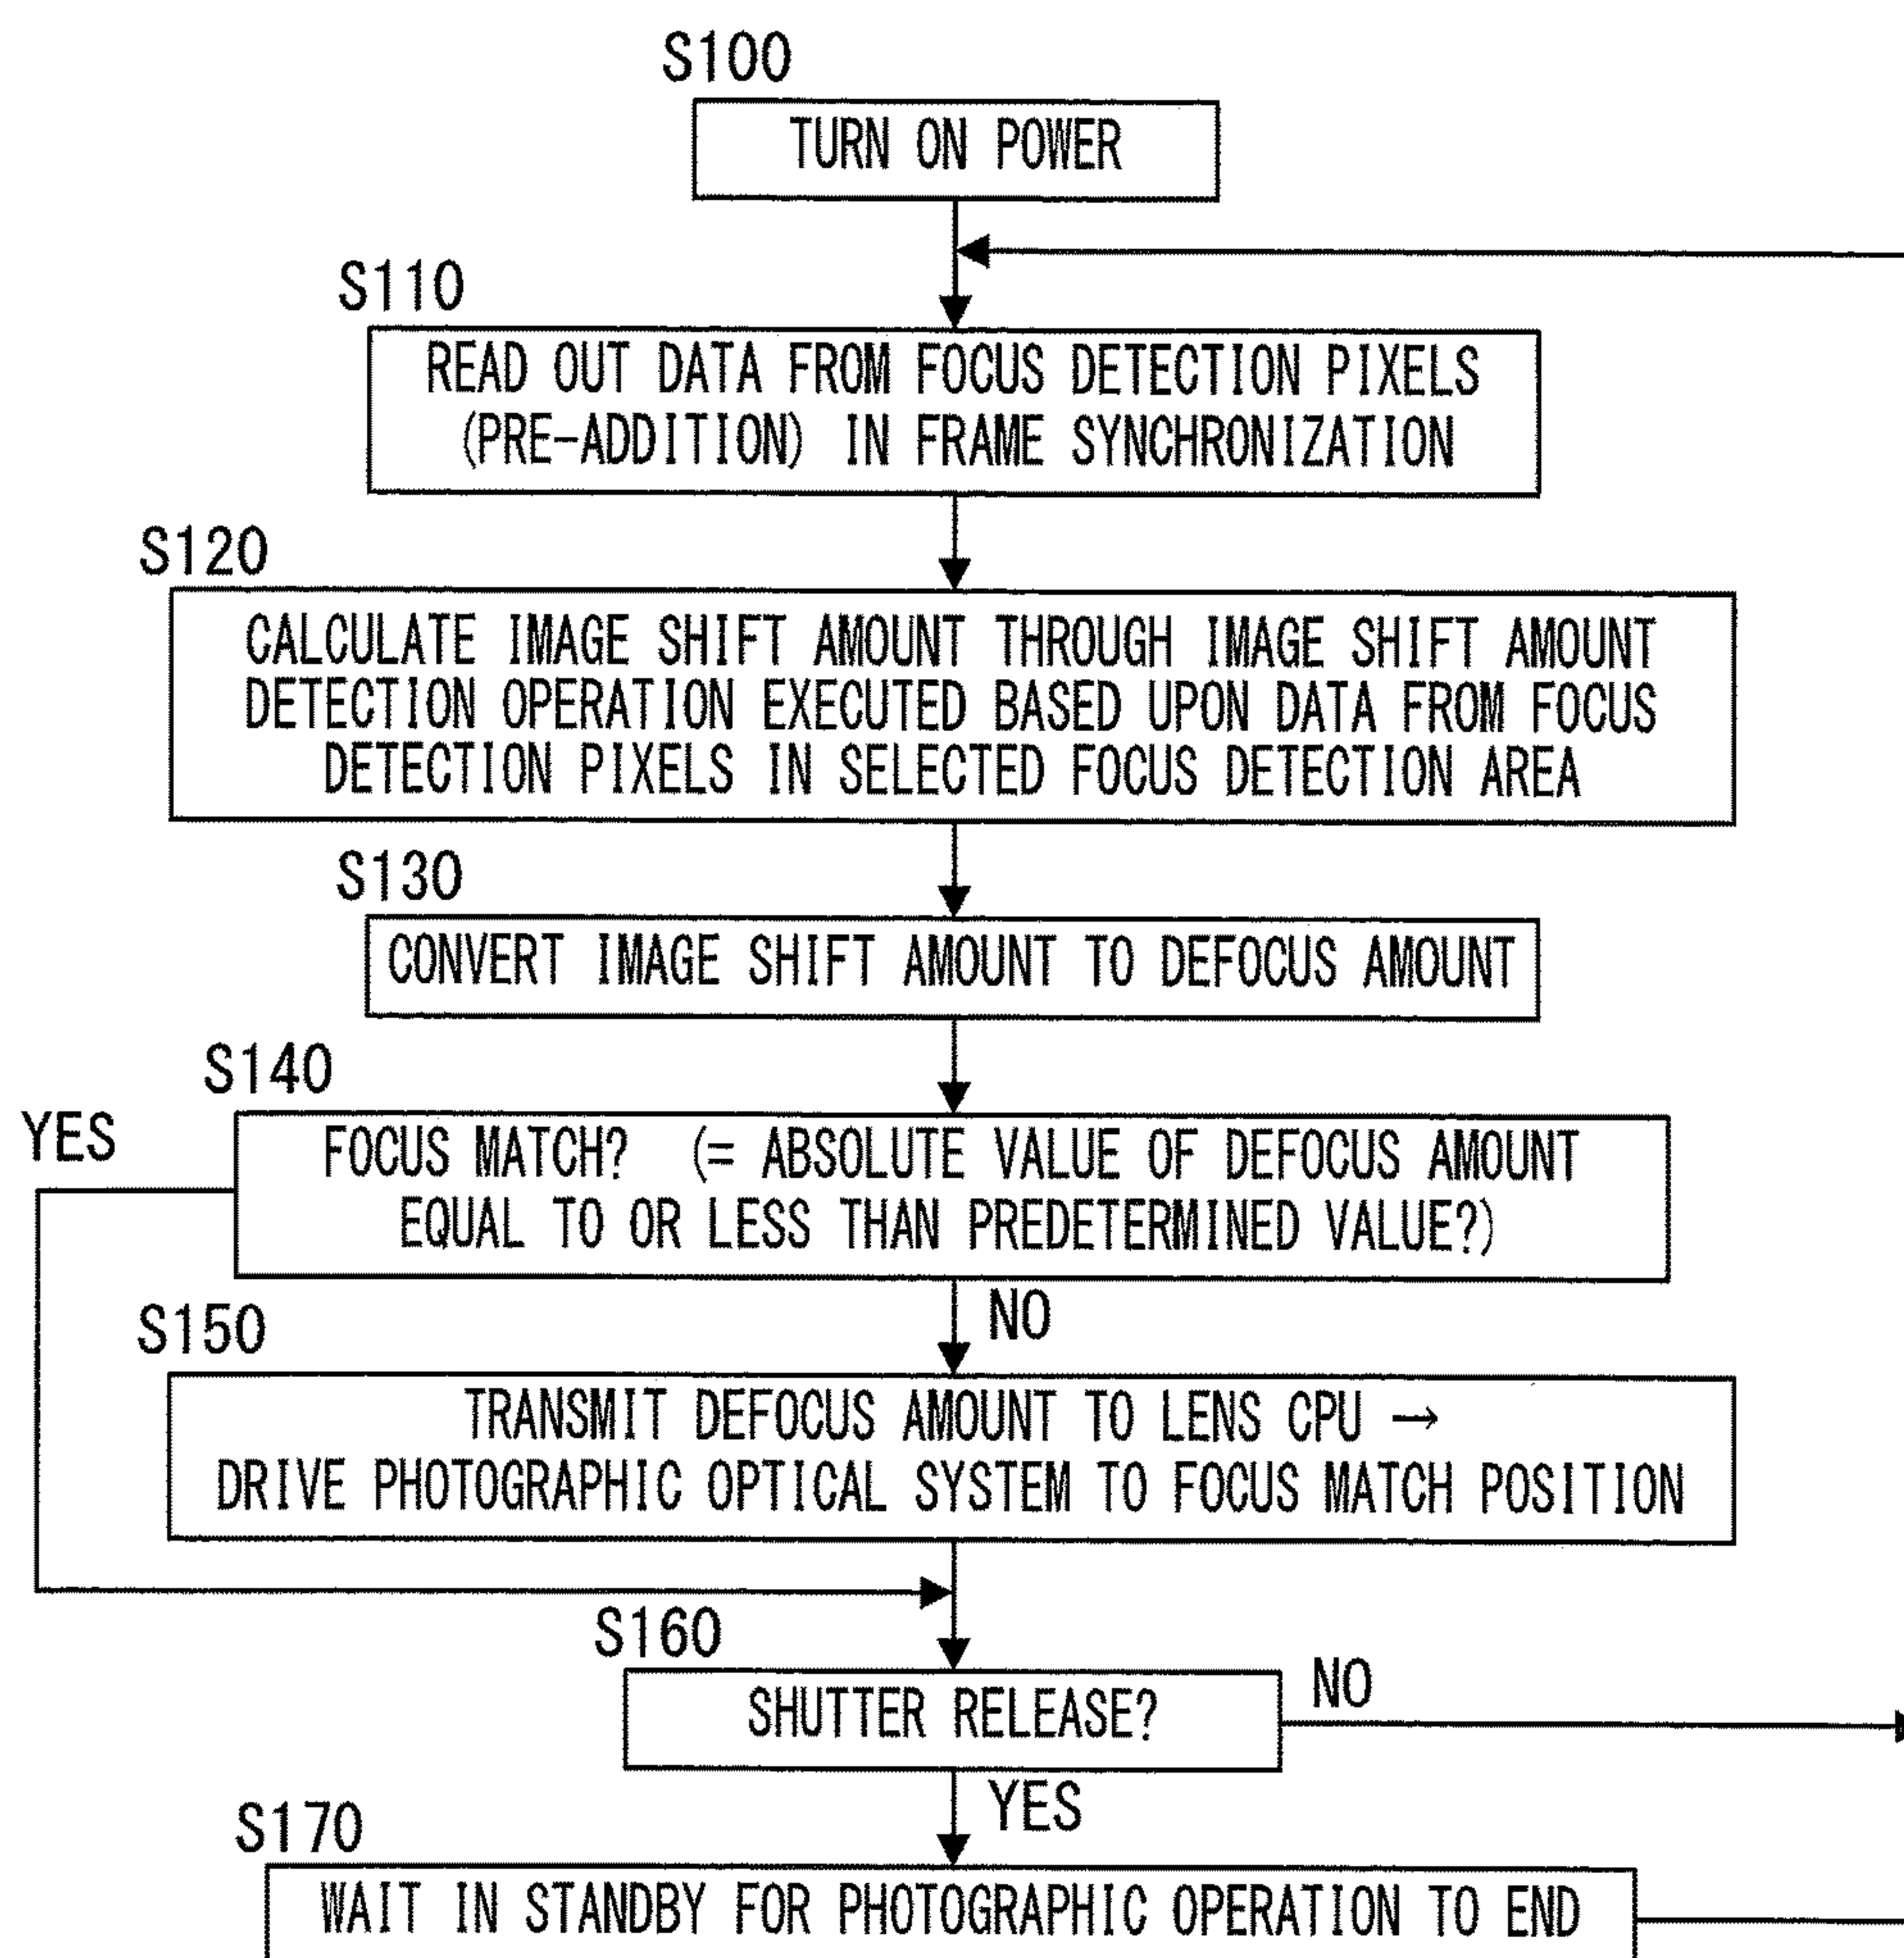 S100
TURN ON POWER
S110
READ OUT DATA FROM FOCUS DETECTION PIXELS
(PRE-ADDITION) IN FRAME SYNCHRONIZATION
S120
CALCULATE IMAGE SHIFT AMOUNT THROUGH IMAGE SHIFT AMOUNT
DETECTION OPERATION EXECUTED BASED UPON DATA FROM FOCUS
DETECTION PIXELS IN SELECTED FOCUS DETECTION AREA
S130
CONVERT IMAGE SHIFT AMOUNT TO DEFOCUS AMOUNT
S140
YES
FOCUS MATCH? (= ABSOLUTE VALUE OF DEFOCUS AMOUNT
EQUAL TO OR LESS THAN PREDETERMINED VALUE?)
NO
S150
TRANSMIT DEFOCUS AMOUNT TO LENS CPU →
DRIVE PHOTOGRAPHIC OPTICAL SYSTEM TO FOCUS MATCH POSITION
S160
SHUTTER RELEASE?
NO
YES
S170
WAIT IN STANDBY FOR PHOTOGRAPHIC OPERATION TO END